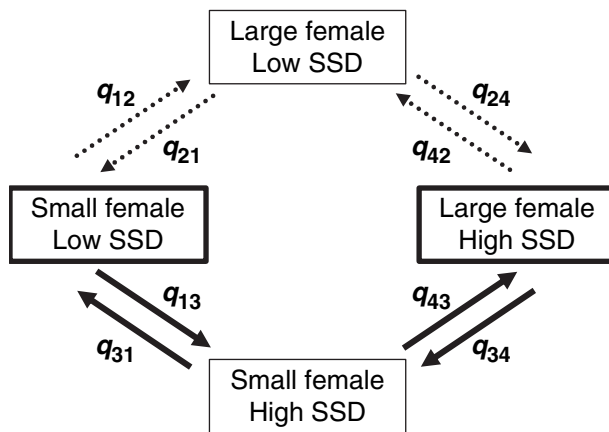 Large female
Low SSD
q12
q24
q21
q42
Small female
Low SSD
Large female
High SSD
q13
q43
q31
q34
Small female
High SSD